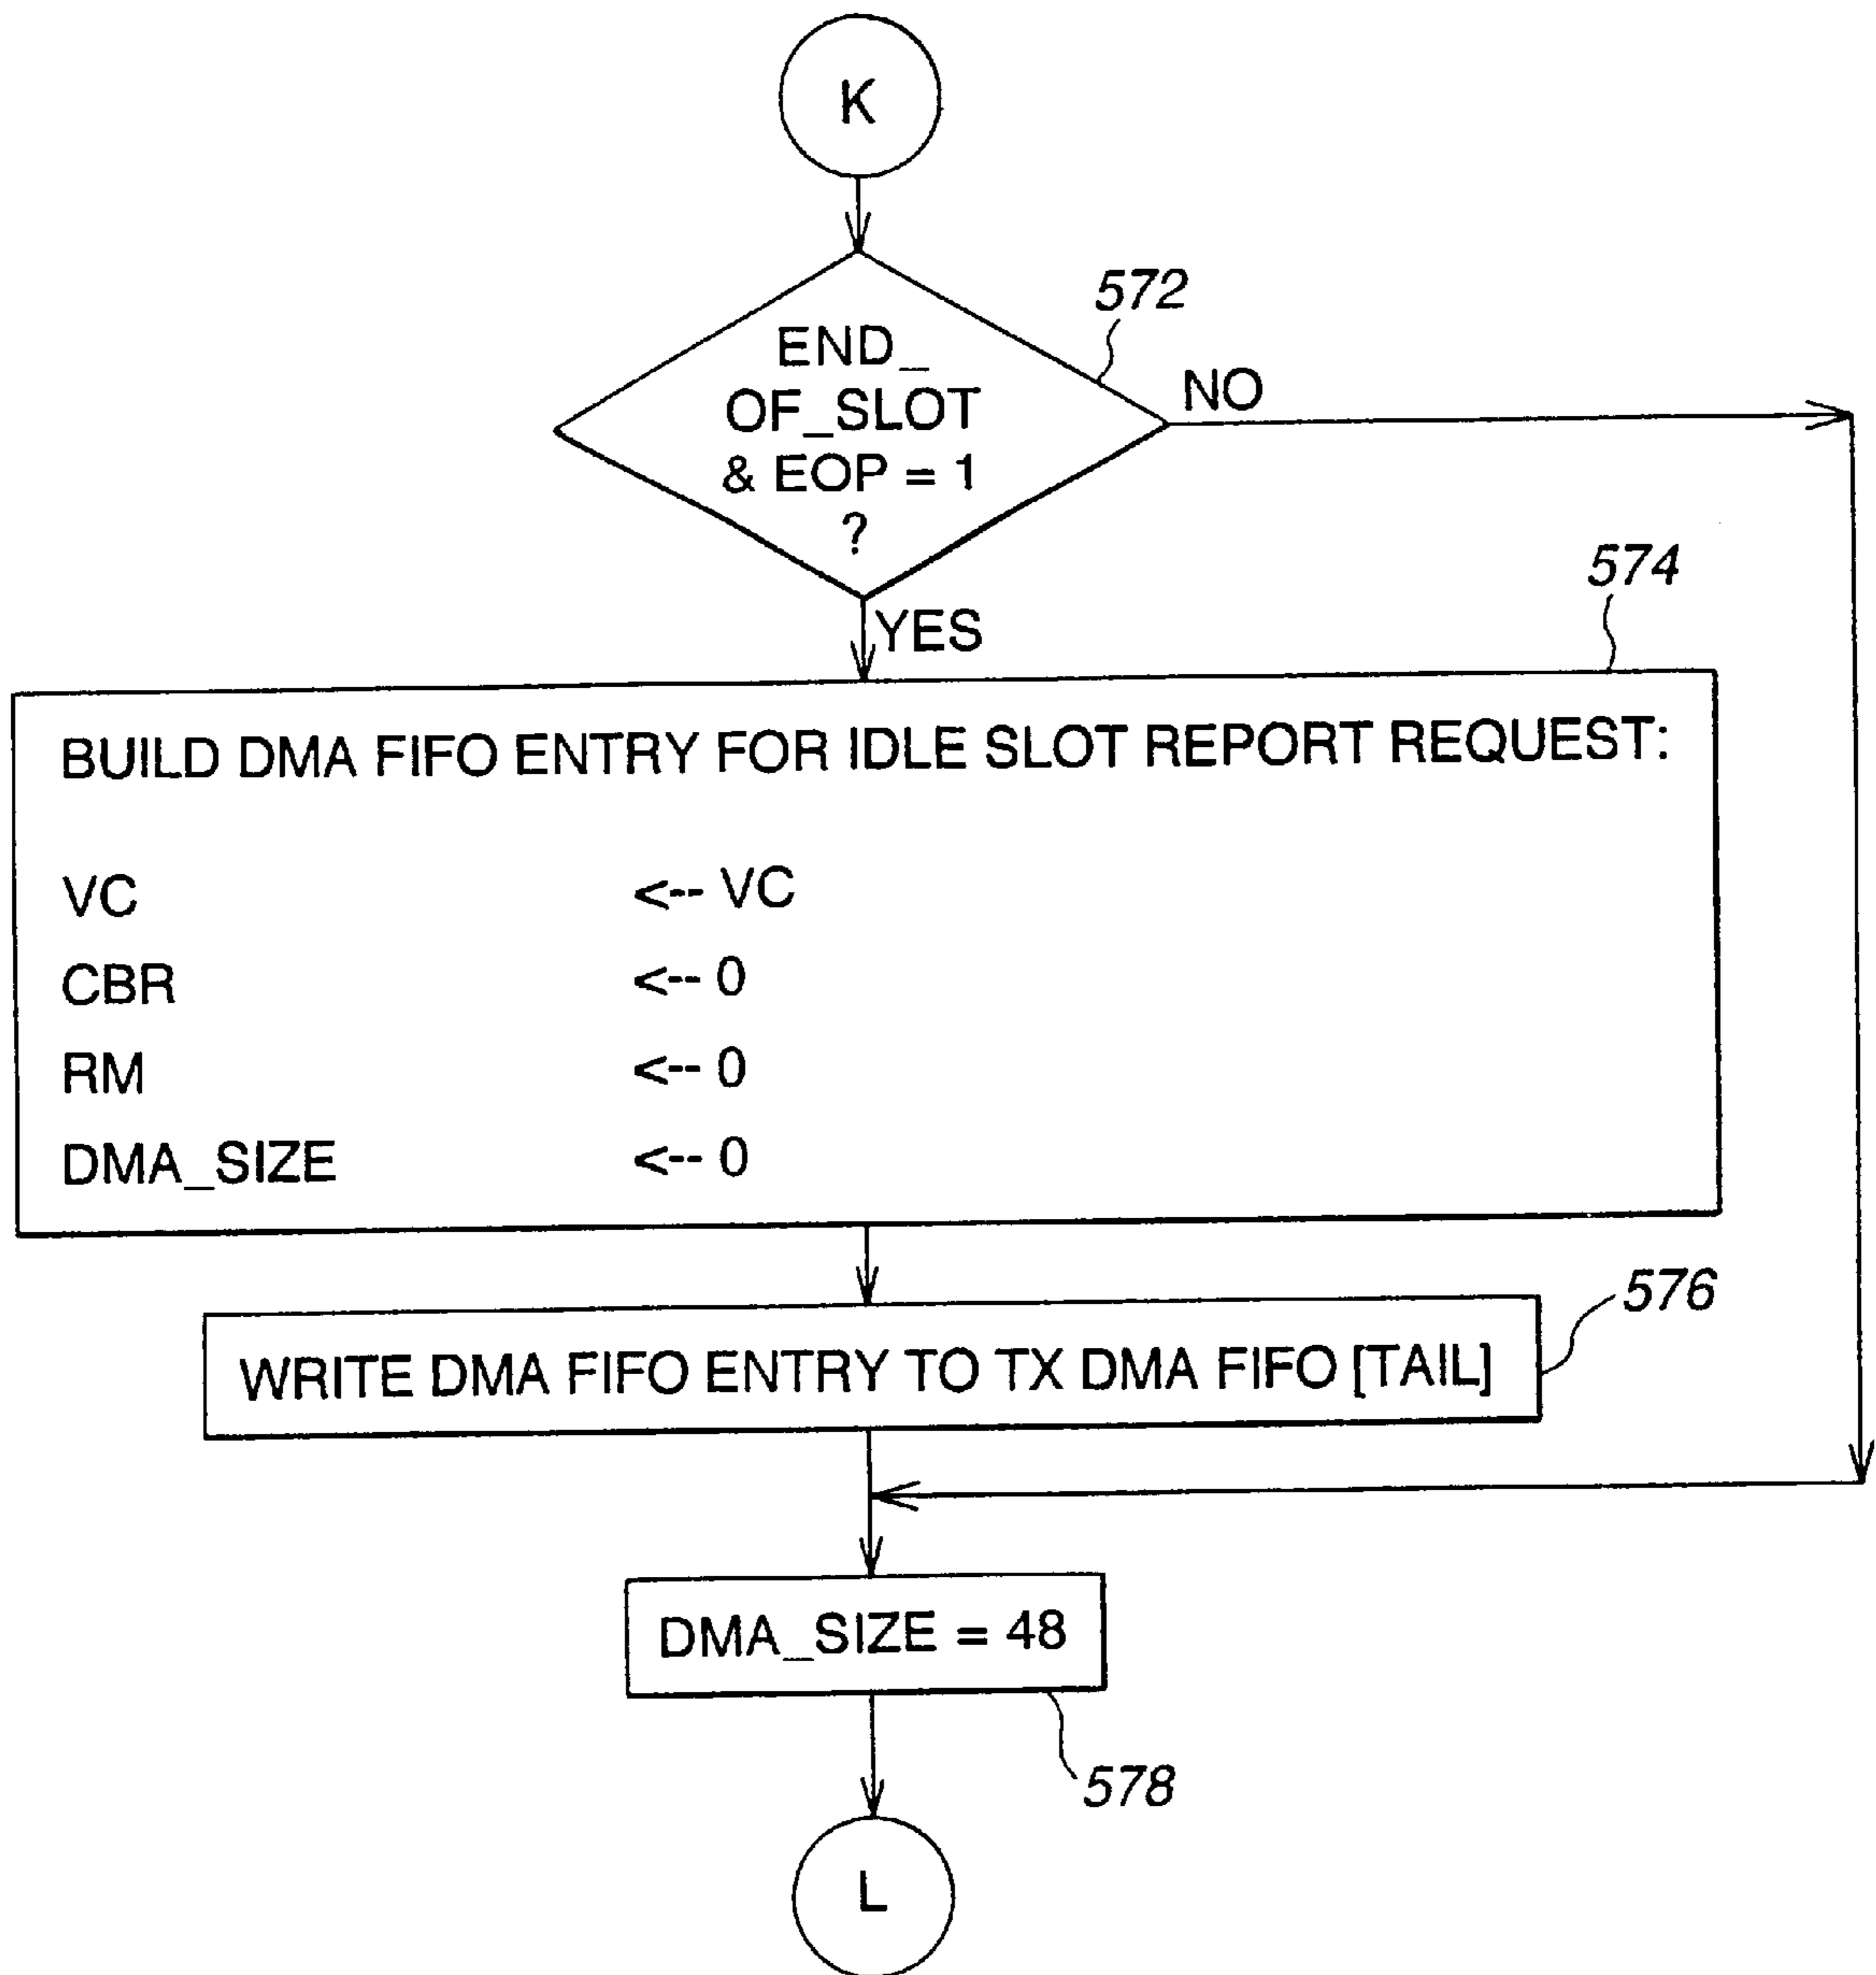 K
572
END_
OF_SLOT
& EOP = 1
?
NO
YES
574
BUILD DMA FIFO ENTRY FOR IDLE SLOT REPORT REQUEST:
VC <-- VC
CBR <-- 0
RM <-- 0
DMA_SIZE <-- 0
576
WRITE DMA FIFO ENTRY TO TX DMA FIFO [TAIL]
DMA_SIZE = 48
578
L